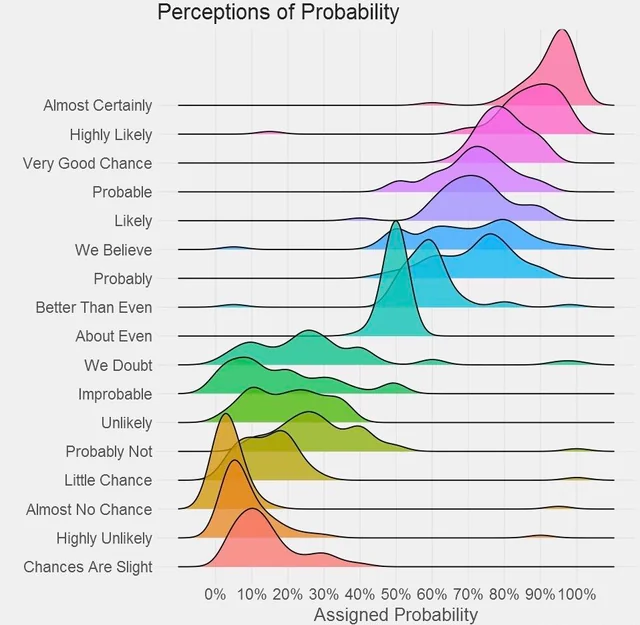 Perceptions of Probability
Almost Certainly
Highly Likely
Very Good Chance
Probable
Likely
We Believe
Probably
Better Than Even
About Even
We Doubt
Improbable
Unlikely
Probably Not
Little Chance
Almost No Chance
Highly Unlikely
Chances Are Slight
0% 10% 20% 30% 40% 50% 60% 70% 80% 90% 100%
Assigned Probability